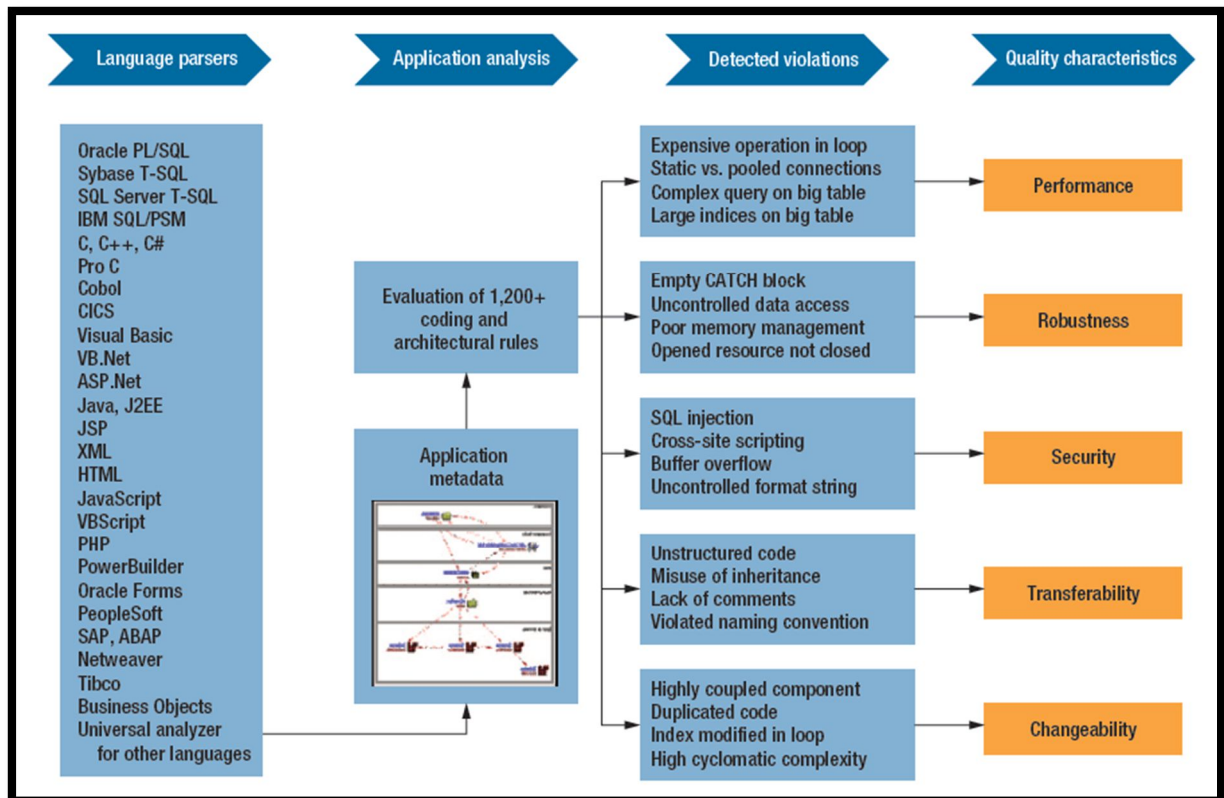 Language parsers
Application analysis
Detected violations
Quality characteristics
Oracle PL/SQL
Sybase T-SQL
SQL Server T-SQL
IBM SQL/PSM
C, C++, C#
Pro C
Cobol
CICS
Visual Basic
VB.Net
ASP.Net
Java, J2EE
JSP
XML
HTML
JavaScript
VBScript
PHP
PowerBuilder
Oracle Forms
PeopleSoft
SAP, ABAP
Netweaver
Tibco
Business Objects
Universal analyzer
for other languages
Evaluation of 1,200+
coding and
architectural rules
Application
metadata
Expensive operation in loop
Static vs. pooled connections
Complex query on big table
Large indices on big table
Performance
Empty CATCH block
Uncontrolled data access
Poor memory management
Opened resource not closed
Robustness
SQL injection
Cross-site scripting
Buffer overflow
Uncontrolled format string
Security
Unstructured code
Misuse of inheritance
Lack of comments
Violated naming convention
Transferability
Highly coupled component
Duplicated code
Index modified in loop
High cyclomatic complexity
Changeability